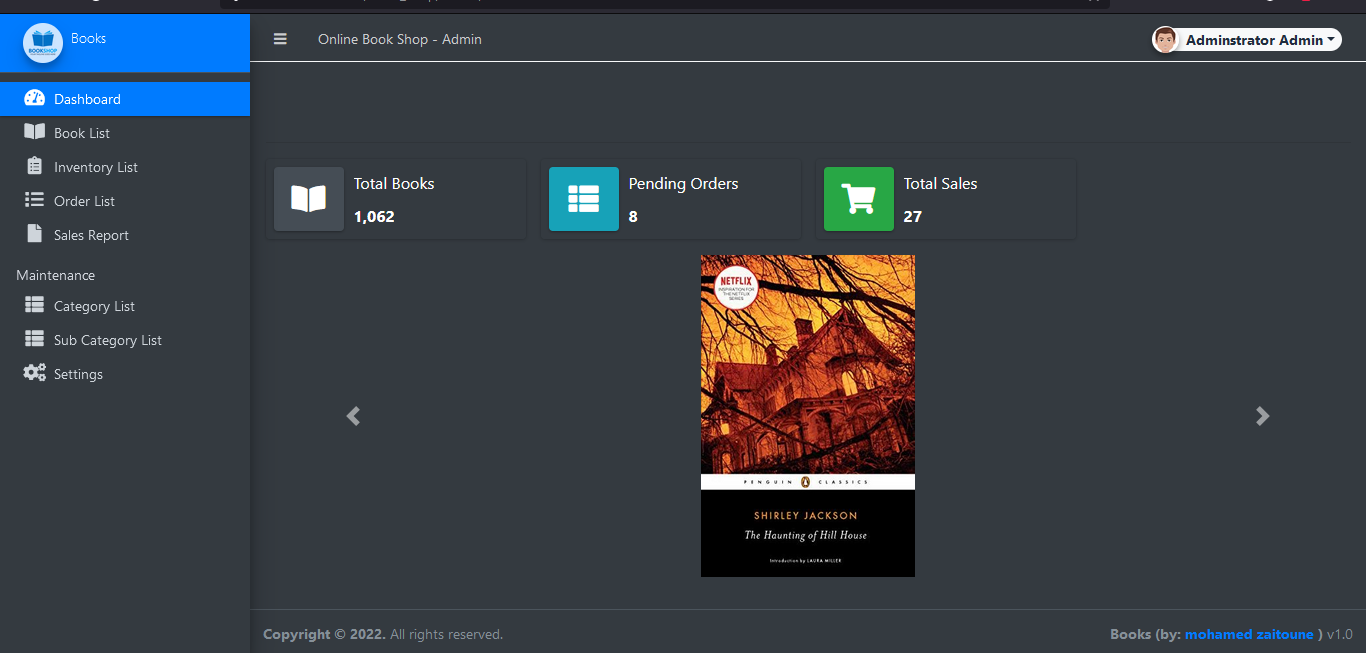 Books
BOOKSHOP
Online Book Shop - Admin
Adminstrator Admin
Dashboard
Book List
Inventory List
Order List
Sales Report
Maintenance
Category List
Sub Category List
Settings
Total Books
1,062
Pending Orders
8
Total Sales
27
NETFLIX
INSPIRATION FOR
THE NETFLIX
SERIES
PENGUIN CLASSICS
SHIRLEY JACKSON
The Haunting of Hill House
Introduction by LAURA MILLER
Copyright © 2022. All rights reserved.
Books (by: mohamed zaitoune ) v1.0